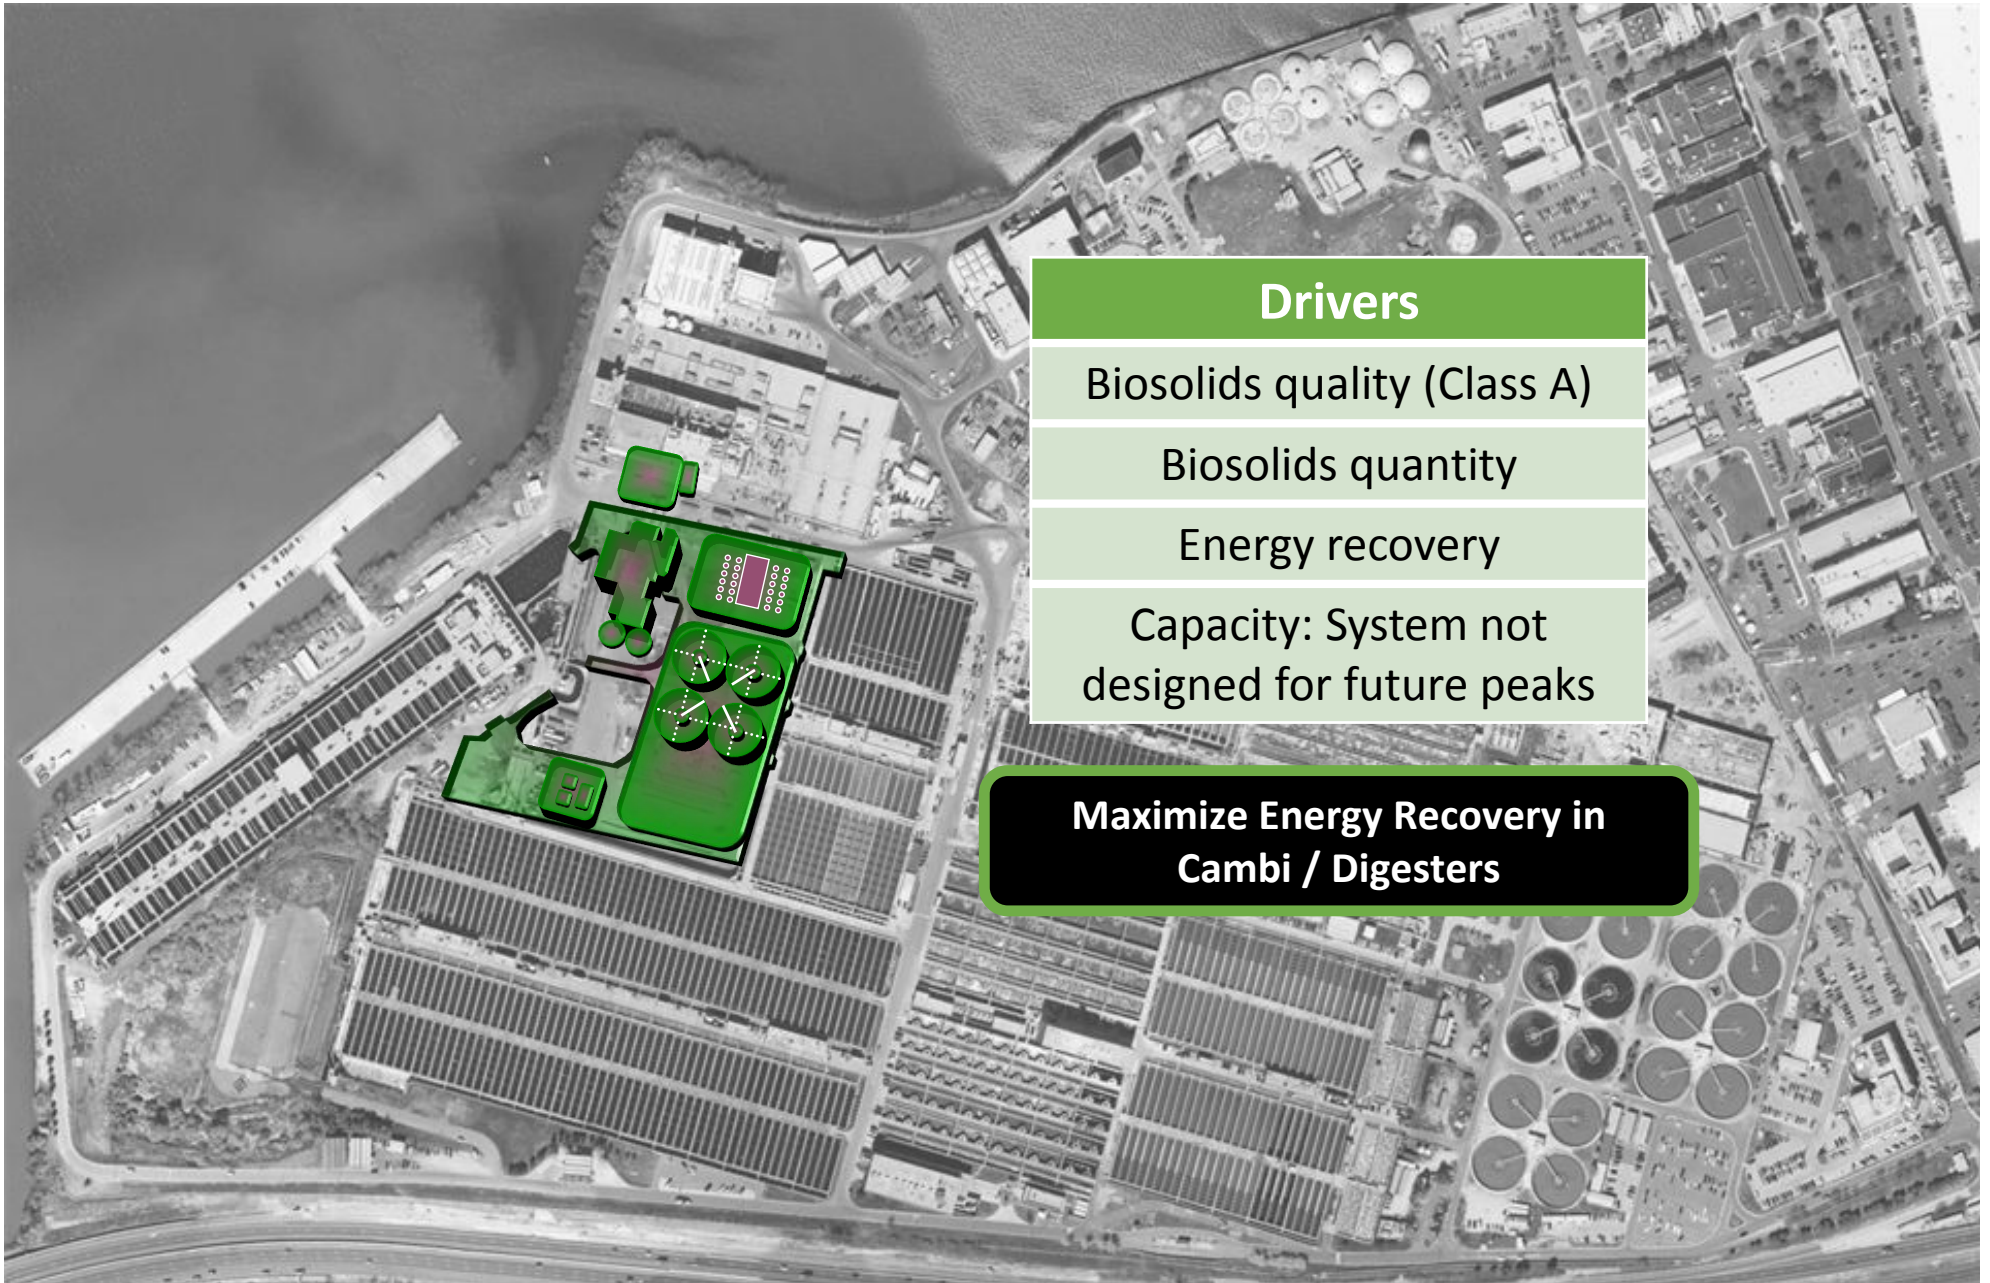 Drivers
Biosolids quality (Class A)
Biosolids quantity
Energy recovery
Capacity: System not
designed for future peaks
Maximize Energy Recovery in
Cambi / Digesters